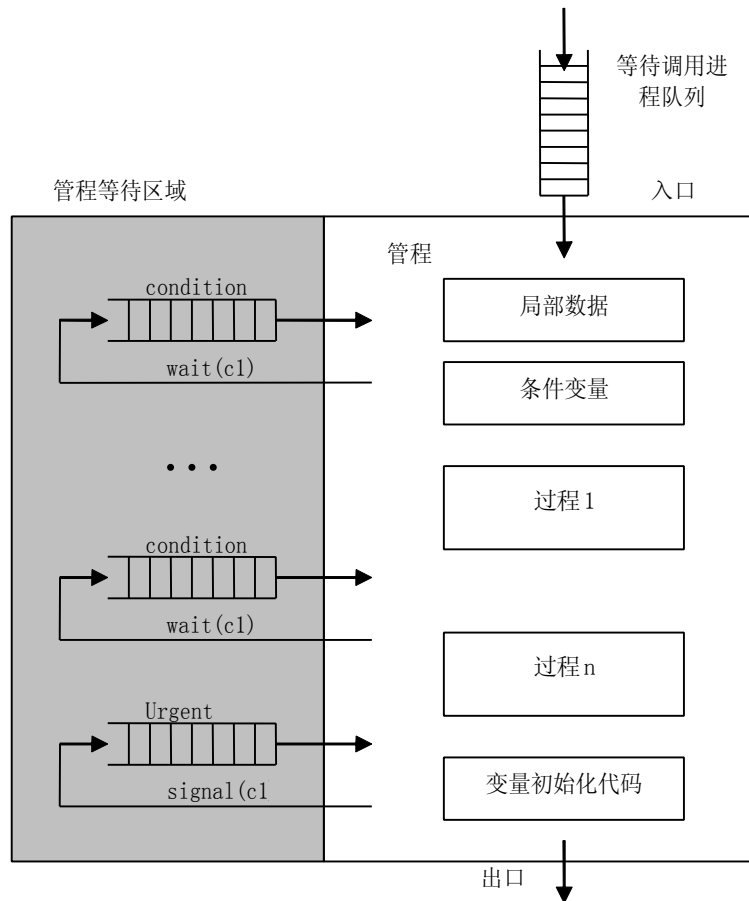 等待调用进
程队列
管程等待区域
入口
管程
condition
局部数据
wait(c1)
条件变量
...
过程1
condition
wait(c1)
过程n
Urgent
变量初始化代码
signal(c1
出口